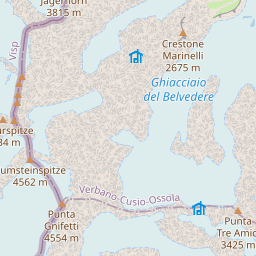 Jägerhorn
3815 m
Visp
Crestone
Marinelli
2675 m
Ghiacciaio
del Belvedere
urspitze
34 m
umsteinspitze
4562 m
Verbano-Cusio-Ossola
Punta
Gnifetti
4554 m
Punta
Tre Amic
3425 m